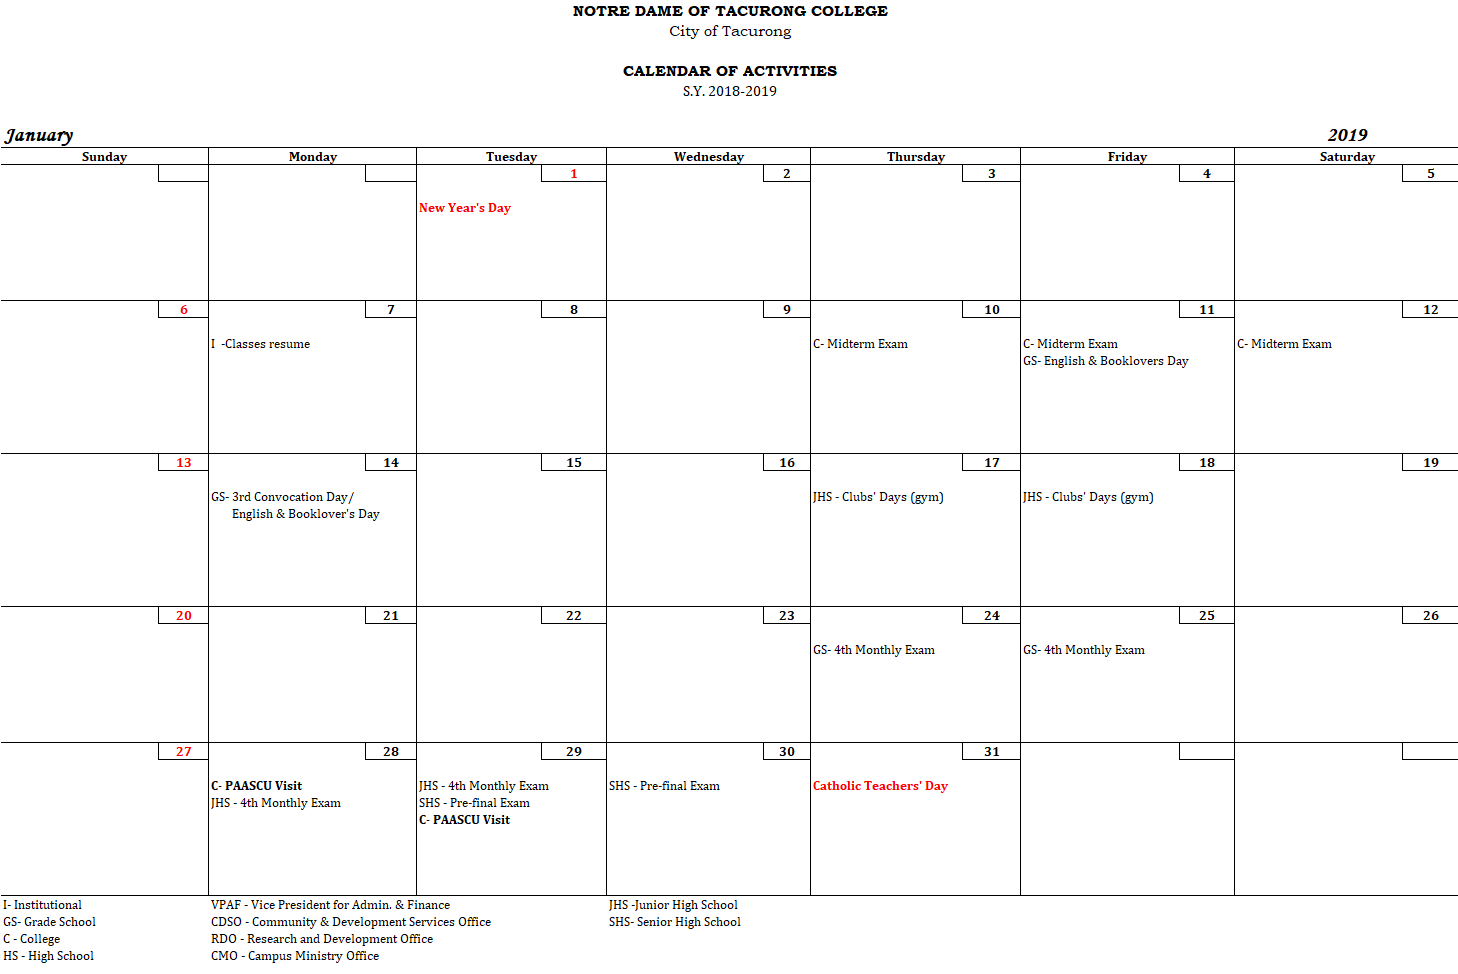 NOTRE DAME OF TACURONG COLLEGE
City of Tacurong
CALENDAR OF ACTIVITIES
S.Y. 2018-2019
January 2019
Sunday Monday Tuesday Wednesday Thursday Friday Saturday
1 2 3 4 5
New Year's Day
6 7 8 9 10 11 12
I -Classes resume C- Midterm Exam C- Midterm Exam C- Midterm Exam
GS- English & Booklovers Day
13 14 15 16 17 18 19
GS- 3rd Convocation Day/ JHS - Clubs' Days (gym) JHS - Clubs' Days (gym)
English & Booklover's Day
20 21 22 23 24 25 26
GS- 4th Monthly Exam GS- 4th Monthly Exam
27 28 29 30 31
C- PAASCU Visit JHS - 4th Monthly Exam SHS - Pre-final Exam Catholic Teachers' Day
JHS - 4th Monthly Exam SHS - Pre-final Exam
C- PAASCU Visit
I- Institutional VPAF - Vice President for Admin. & Finance JHS -Junior High School
GS- Grade School CDSO - Community & Development Services Office SHS- Senior High School
C - College RDO - Research and Development Office
HS - High School CMO - Campus Ministry Office